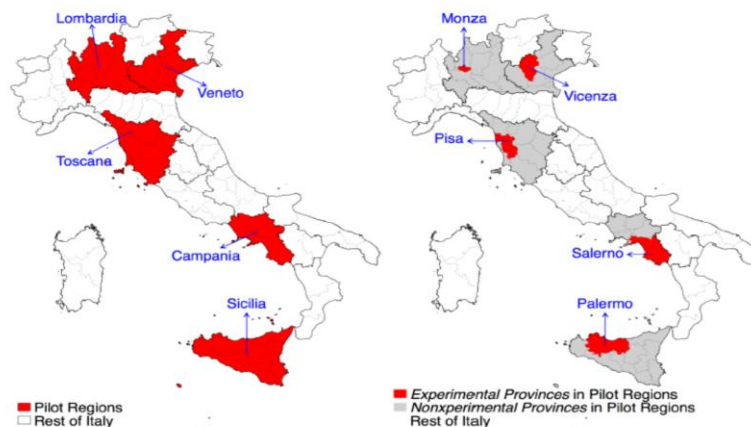 Lombardia
Veneto
Toscana
Campania
Sicilia
Pilot Regions
Rest of Italy
Monza
Vicenza
Pisa
Salerno
Palermo
Experimental Provinces in Pilot Regions
Nonxperimental Provinces in Pilot Regions
Rest of Italy